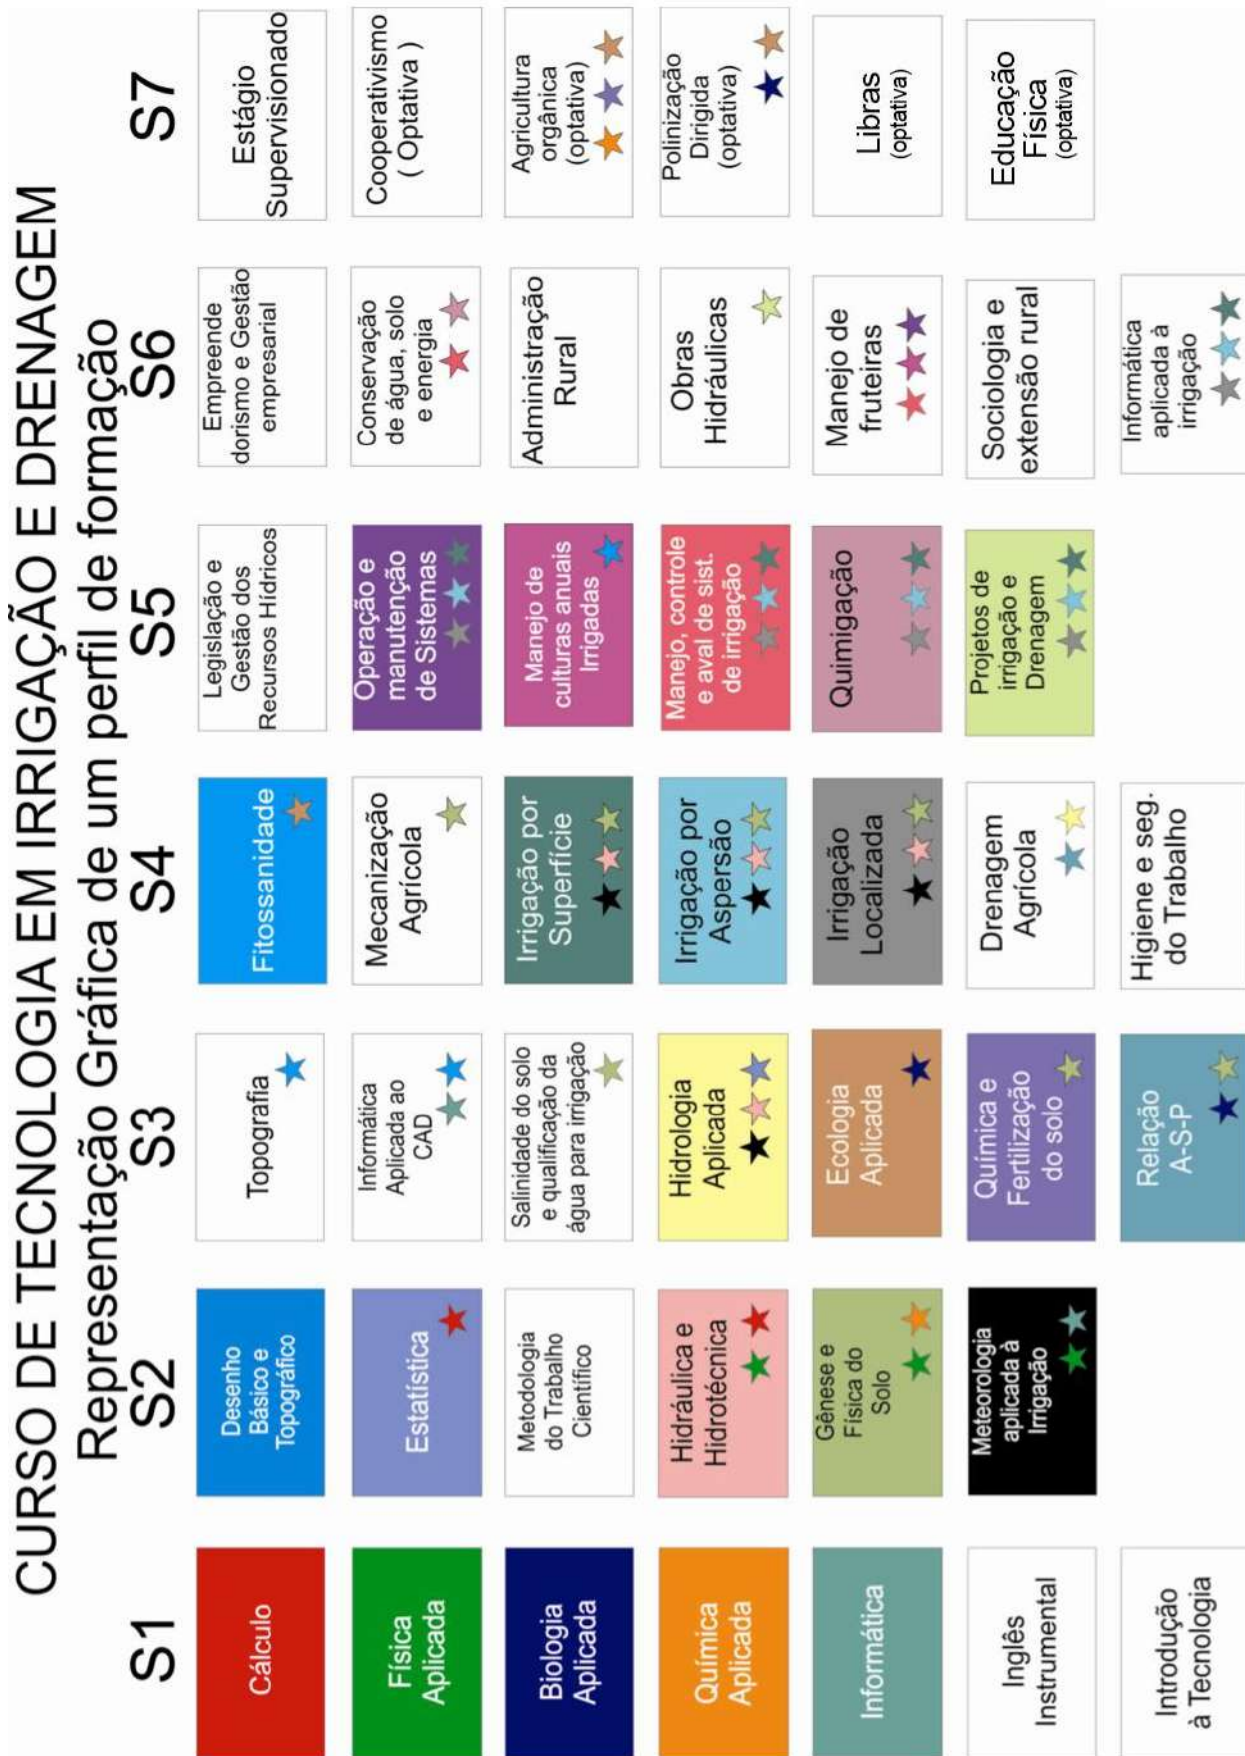 CURSO DE TECNOLOGIA EM IRRIGAÇÃO E DRENAGEM
Representação Gráfica de um perfil de formação
S1
Cálculo
Física
Aplicada
Biologia
Aplicada
Química
Aplicada
Informática
Inglês
Instrumental
Introdução
à Tecnologia
S2
Desenho
Básico e
Topográfico
Estatística
Metodologia
do Trabalho
Científico
Hidráulica e
Hidrotécnica
Gênese e
Física do
Solo
Meteorologia
aplicada à
Irrigação
S3
Topografia
Informática
Aplicada ao
CAD
Salinidade do solo
e qualificação da
água para irrigação
Hidrologia
Aplicada
Ecologia
Aplicada
Química e
Fertilização
do solo
Relação
A-S-P
S4
Fitossanidade
Mecanização
Agrícola
Irrigação por
Superfície
Irrigação por
Aspersão
Irrigação
Localizada
Drenagem
Agrícola
Higiene e seg.
do Trabalho
S5
Legislação e
Gestão dos
Recursos Hídricos
Operação e
manutenção
de Sistemas
Manejo de
culturas anuais
Irrigadas
Manejo, controle
e aval de sist.
de irrigação
Quimigação
Projetos de
irrigação e
Drenagem
S6
Empreende
dorismo e Gestão
empresarial
Conservação
de água, solo
e energia
Administração
Rural
Obras
Hidráulicas
Manejo de
fruteiras
Sociologia e
extensão rural
Informática
aplicada à
irrigação
S7
Estágio
Supervisionado
Cooperativismo
( Optativa )
Agricultura
orgânica
(optativa)
Polinização
Dirigida
(optativa)
Libras
(optativa)
Educação
Física
(optativa)